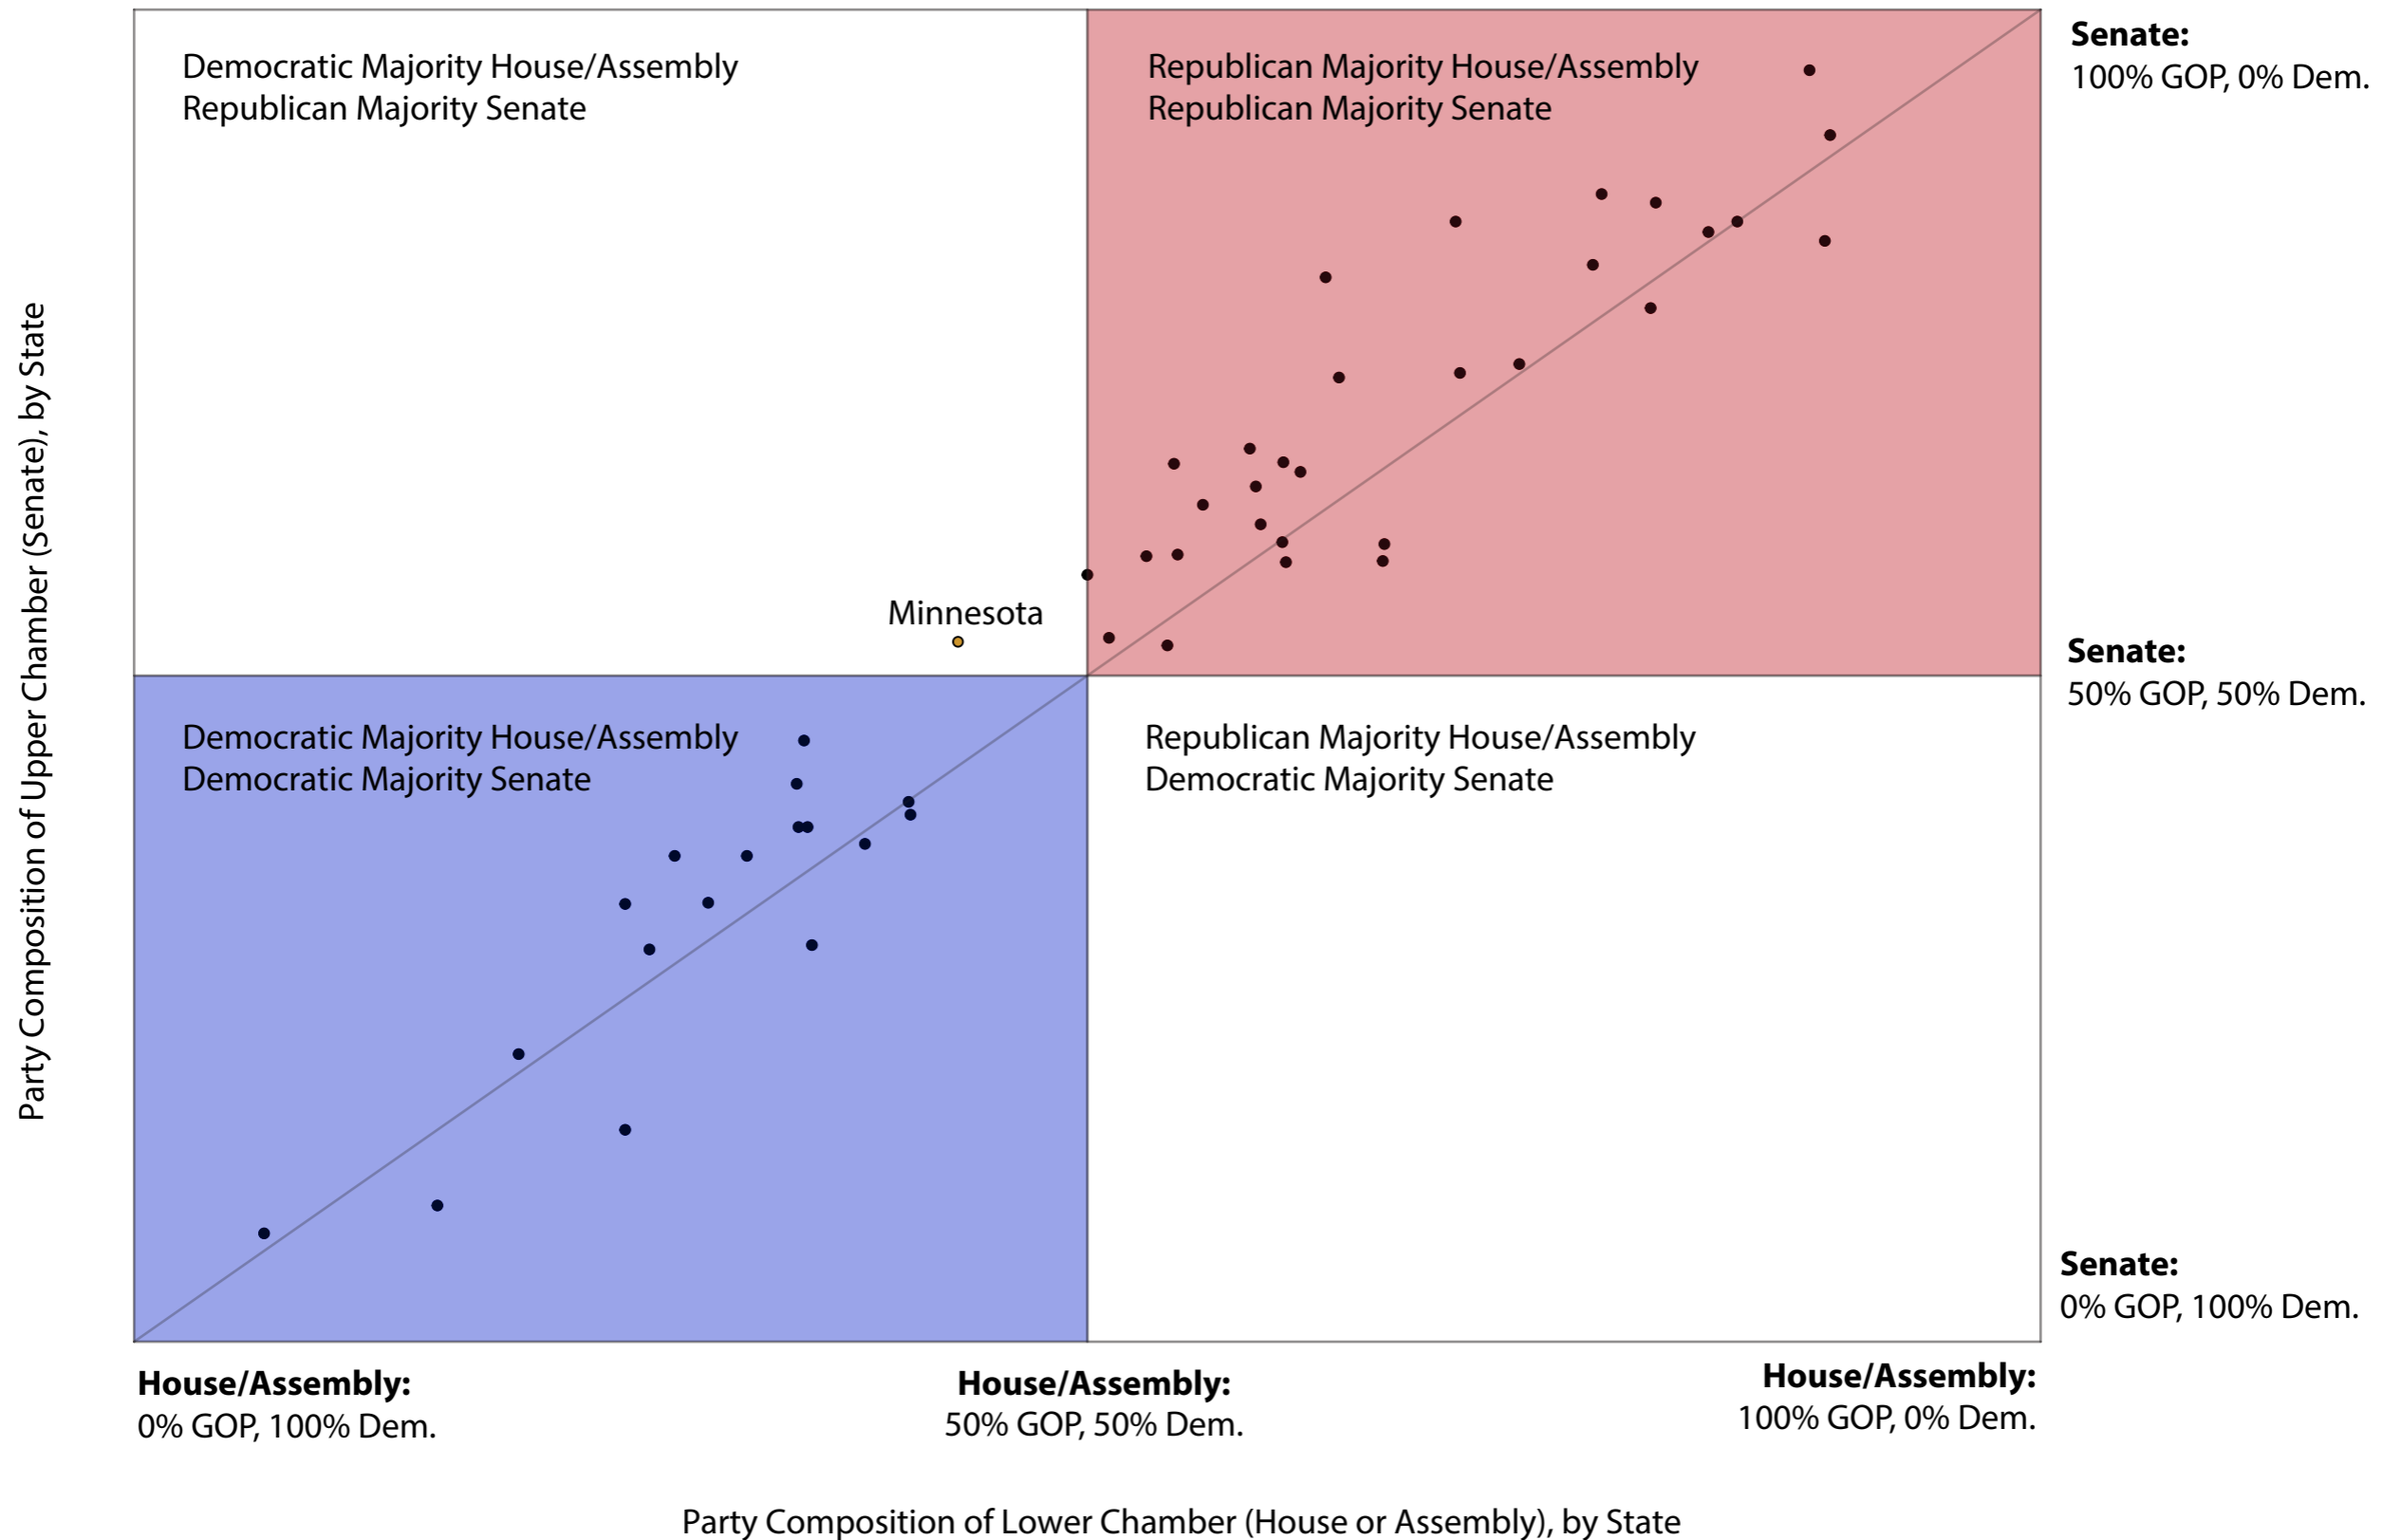 Democratic Majority House/Assembly
Republican Majority Senate
Republican Majority House/Assembly
Republican Majority Senate
Senate:
100% GOP, 0% Dem.
Party Composition of Upper Chamber (Senate), by State
Minnesota
Senate:
50% GOP, 50% Dem.
Democratic Majority House/Assembly
Democratic Majority Senate
Republican Majority House/Assembly
Democratic Majority Senate
Senate:
0% GOP, 100% Dem.
House/Assembly:
0% GOP, 100% Dem.
House/Assembly:
50% GOP, 50% Dem.
House/Assembly:
100% GOP, 0% Dem.
Party Composition of Lower Chamber (House or Assembly), by State